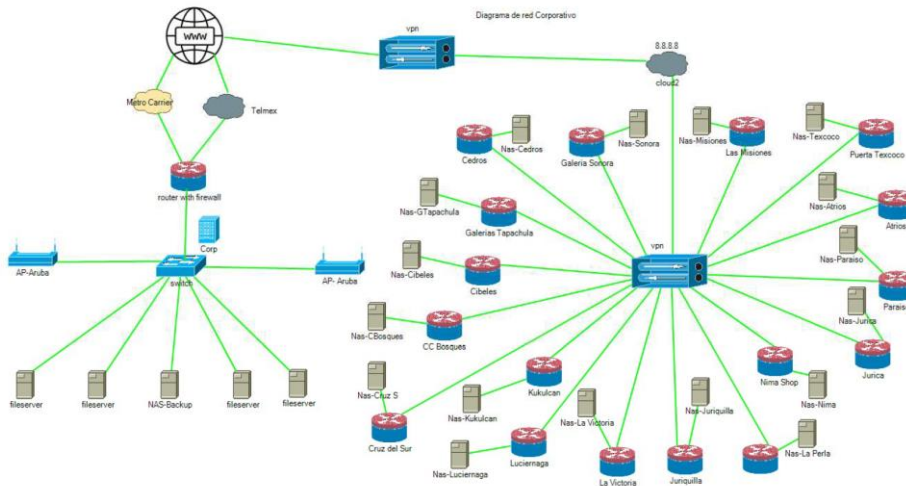 Diagrama de red Corporativo
WWW
vpn
8.8.8.8
cloud2
Metro Carrier
Telmex
router with firewall
Corp
AP-Aruba
AP- Aruba
switch
fileserver
fileserver
NAS-Backup
fileserver
fileserver
Cedros
Nas-Cedros
Galeria Sonora
Nas-Sonora
Nas-Misiones
Las Misiones
Nas-Texcoco
Puerta Texcoco
Nas-GTapachula
Galerias Tapachula
Nas-Atrios
Atrios
Nas-Cibeles
Cibeles
vpn
Nas-Paraiso
Paraiso
Nas-CBosques
CC Bosques
Nas-Jurica
Jurica
Nas-Cruz S
Cruz del Sur
Nas-Kukulcan
Kukulcan
Nas-La Victoria
La Victoria
Nas-Juriquilla
Juriquilla
Nima Shop
Nas-Nima
Nas-Luciernaga
Luciernaga
Nas-La Perla